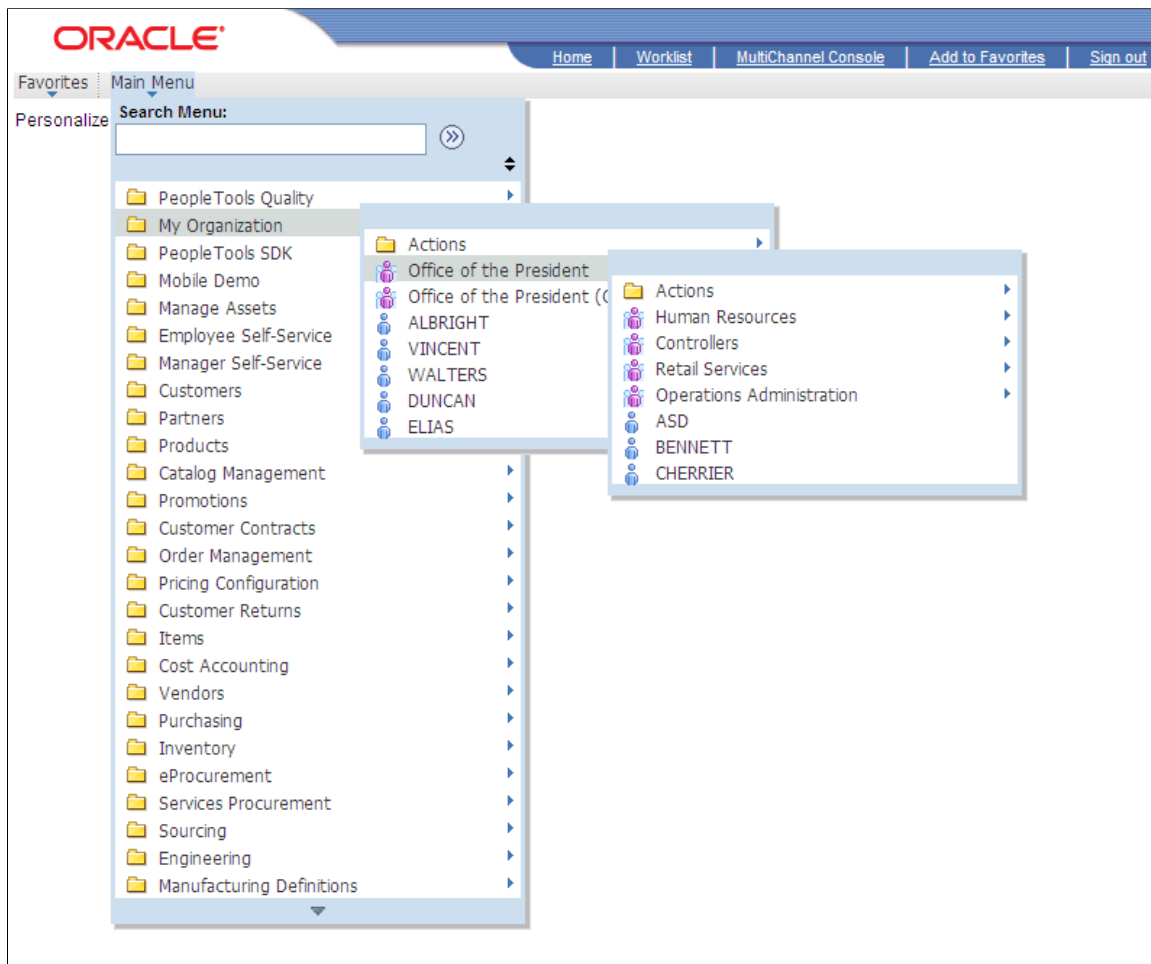 ORACLE
Home Worklist MultiChannel Console Add to Favorites Sign out
Favorites Main Menu
Personalize
Search Menu:
PeopleTools Quality
My Organization
PeopleTools SDK
Mobile Demo
Manage Assets
Employee Self-Service
Manager Self-Service
Customers
Partners
Products
Catalog Management
Promotions
Customer Contracts
Order Management
Pricing Configuration
Customer Returns
Items
Cost Accounting
Vendors
Purchasing
Inventory
eProcurement
Services Procurement
Sourcing
Engineering
Manufacturing Definitions
Actions
Office of the President
Office of the President (
ALBRIGHT
VINCENT
WALTERS
DUNCAN
ELIAS
Actions
Human Resources
Controllers
Retail Services
Operations Administration
ASD
BENNETT
CHERRIER